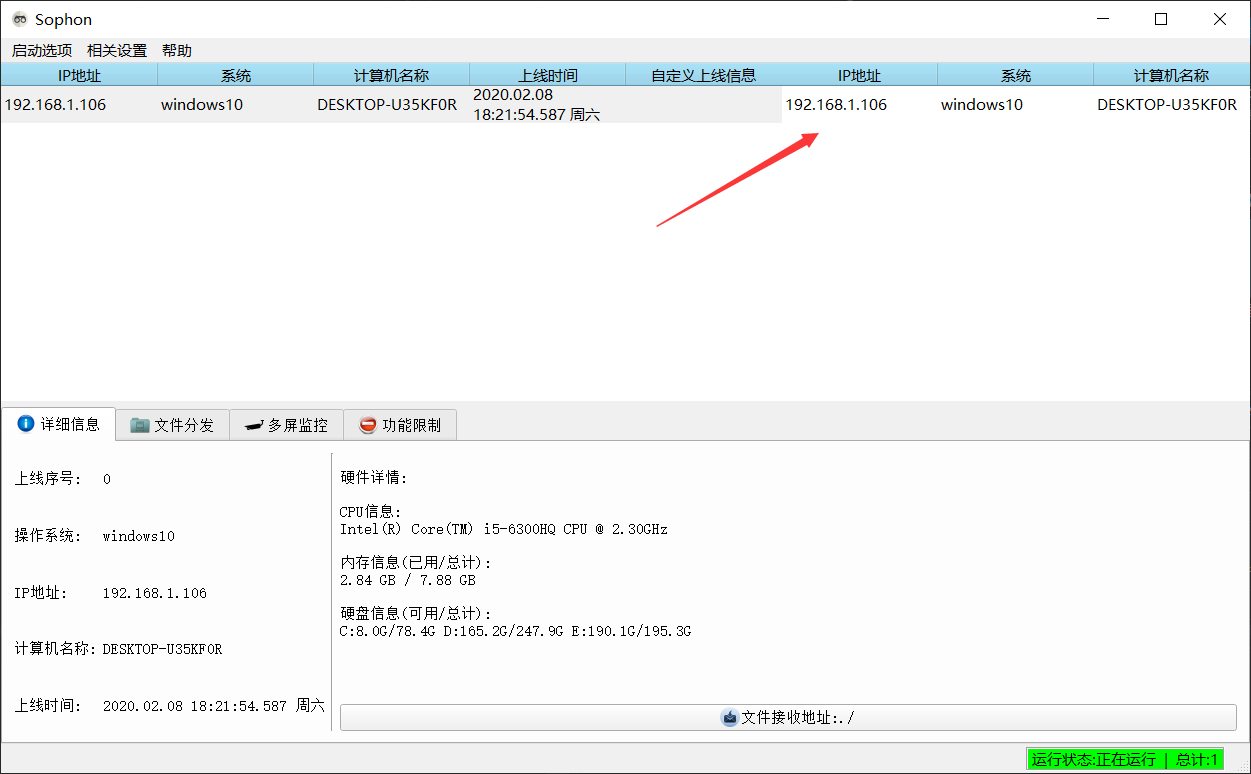 Sophon
启动选项 相关设置 帮助
IP地址 系统 计算机名称 上线时间 自定义上线信息 IP地址 系统 计算机名称
192.168.1.106 windows10 DESKTOP-U35KF0R 2020.02.08 18:21:54.587 周六 192.168.1.106 windows10 DESKTOP-U35KF0R
详细信息 文件分发 多屏监控 功能限制
上线序号: 0
操作系统: windows10
IP地址: 192.168.1.106
计算机名称: DESKTOP-U35KF0R
上线时间: 2020.02.08 18:21:54.587 周六
硬件详情:
CPU信息:
Intel(R) Core(TM) i5-6300HQ CPU @ 2.30GHz
内存信息(已用/总计):
2.84 GB / 7.88 GB
硬盘信息(可用/总计):
C:8.0G/78.4G D:165.2G/247.9G E:190.1G/195.3G
文件接收地址:./
运行状态:正在运行 | 总计:1